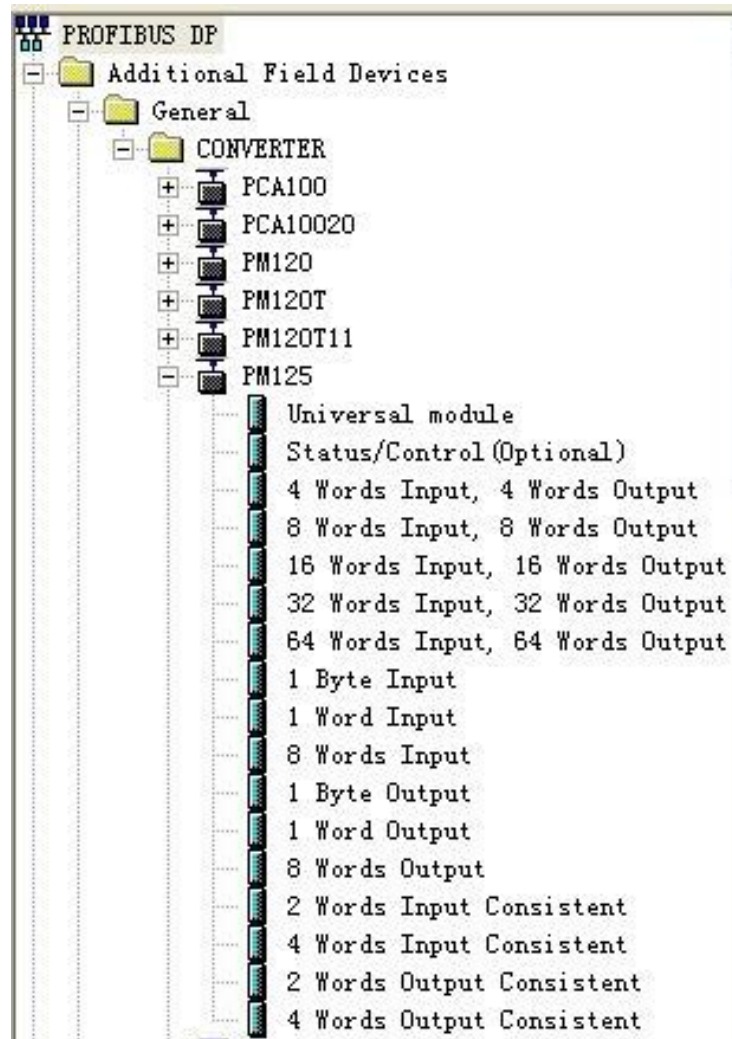 PROFIBUS DP
Additional Field Devices
General
CONVERTER
PCA100
PCA10020
PM120
PM120T
PM120T11
PM125
Universal module
Status/Control(Optional)
4 Words Input, 4 Words Output
8 Words Input, 8 Words Output
16 Words Input, 16 Words Output
32 Words Input, 32 Words Output
64 Words Input, 64 Words Output
1 Byte Input
1 Word Input
8 Words Input
1 Byte Output
1 Word Output
8 Words Output
2 Words Input Consistent
4 Words Input Consistent
2 Words Output Consistent
4 Words Output Consistent